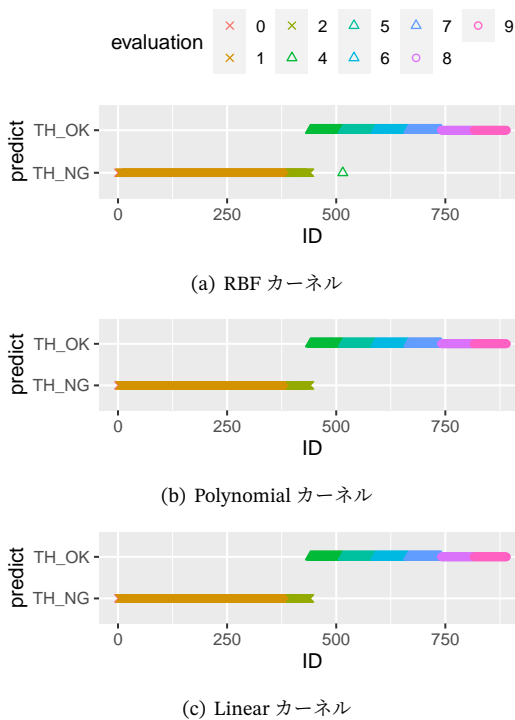 evaluation
0 2 5 7 9
1 4 6 8
predict
TH_OK
TH_NG
0 250 500 750
ID
(a) RBF カーネル
predict
TH_OK
TH_NG
0 250 500 750
ID
(b) Polynomial カーネル
predict
TH_OK
TH_NG
0 250 500 750
ID
(c) Linear カーネル